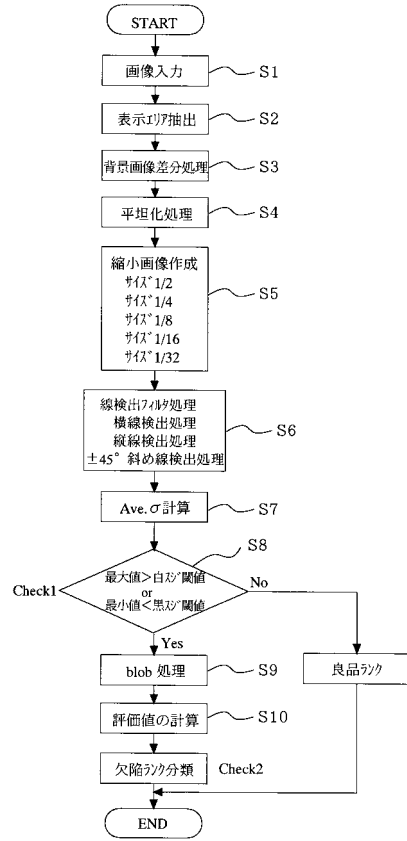 START
画像入力
S1
表示ｴﾘｱ抽出
S2
背景画像差分処理
S3
平坦化処理
S4
縮小画像作成
ｻｲｽﾞ1/2
ｻｲｽﾞ1/4
ｻｲｽﾞ1/8
ｻｲｽﾞ1/16
ｻｲｽﾞ1/32
S5
線検出ﾌｨﾙﾀ処理
横線検出処理
縦線検出処理
±45°斜め線検出処理
S6
Ave.σ計算
S7
S8
Check1
最大値>白ｽｼﾞ閾値
or
最小値<黒ｽｼﾞ閾値
No
Yes
blob 処理
S9
良品ﾗﾝｸ
評価値の計算
S10
欠陥ﾗﾝｸ分類
Check2
END